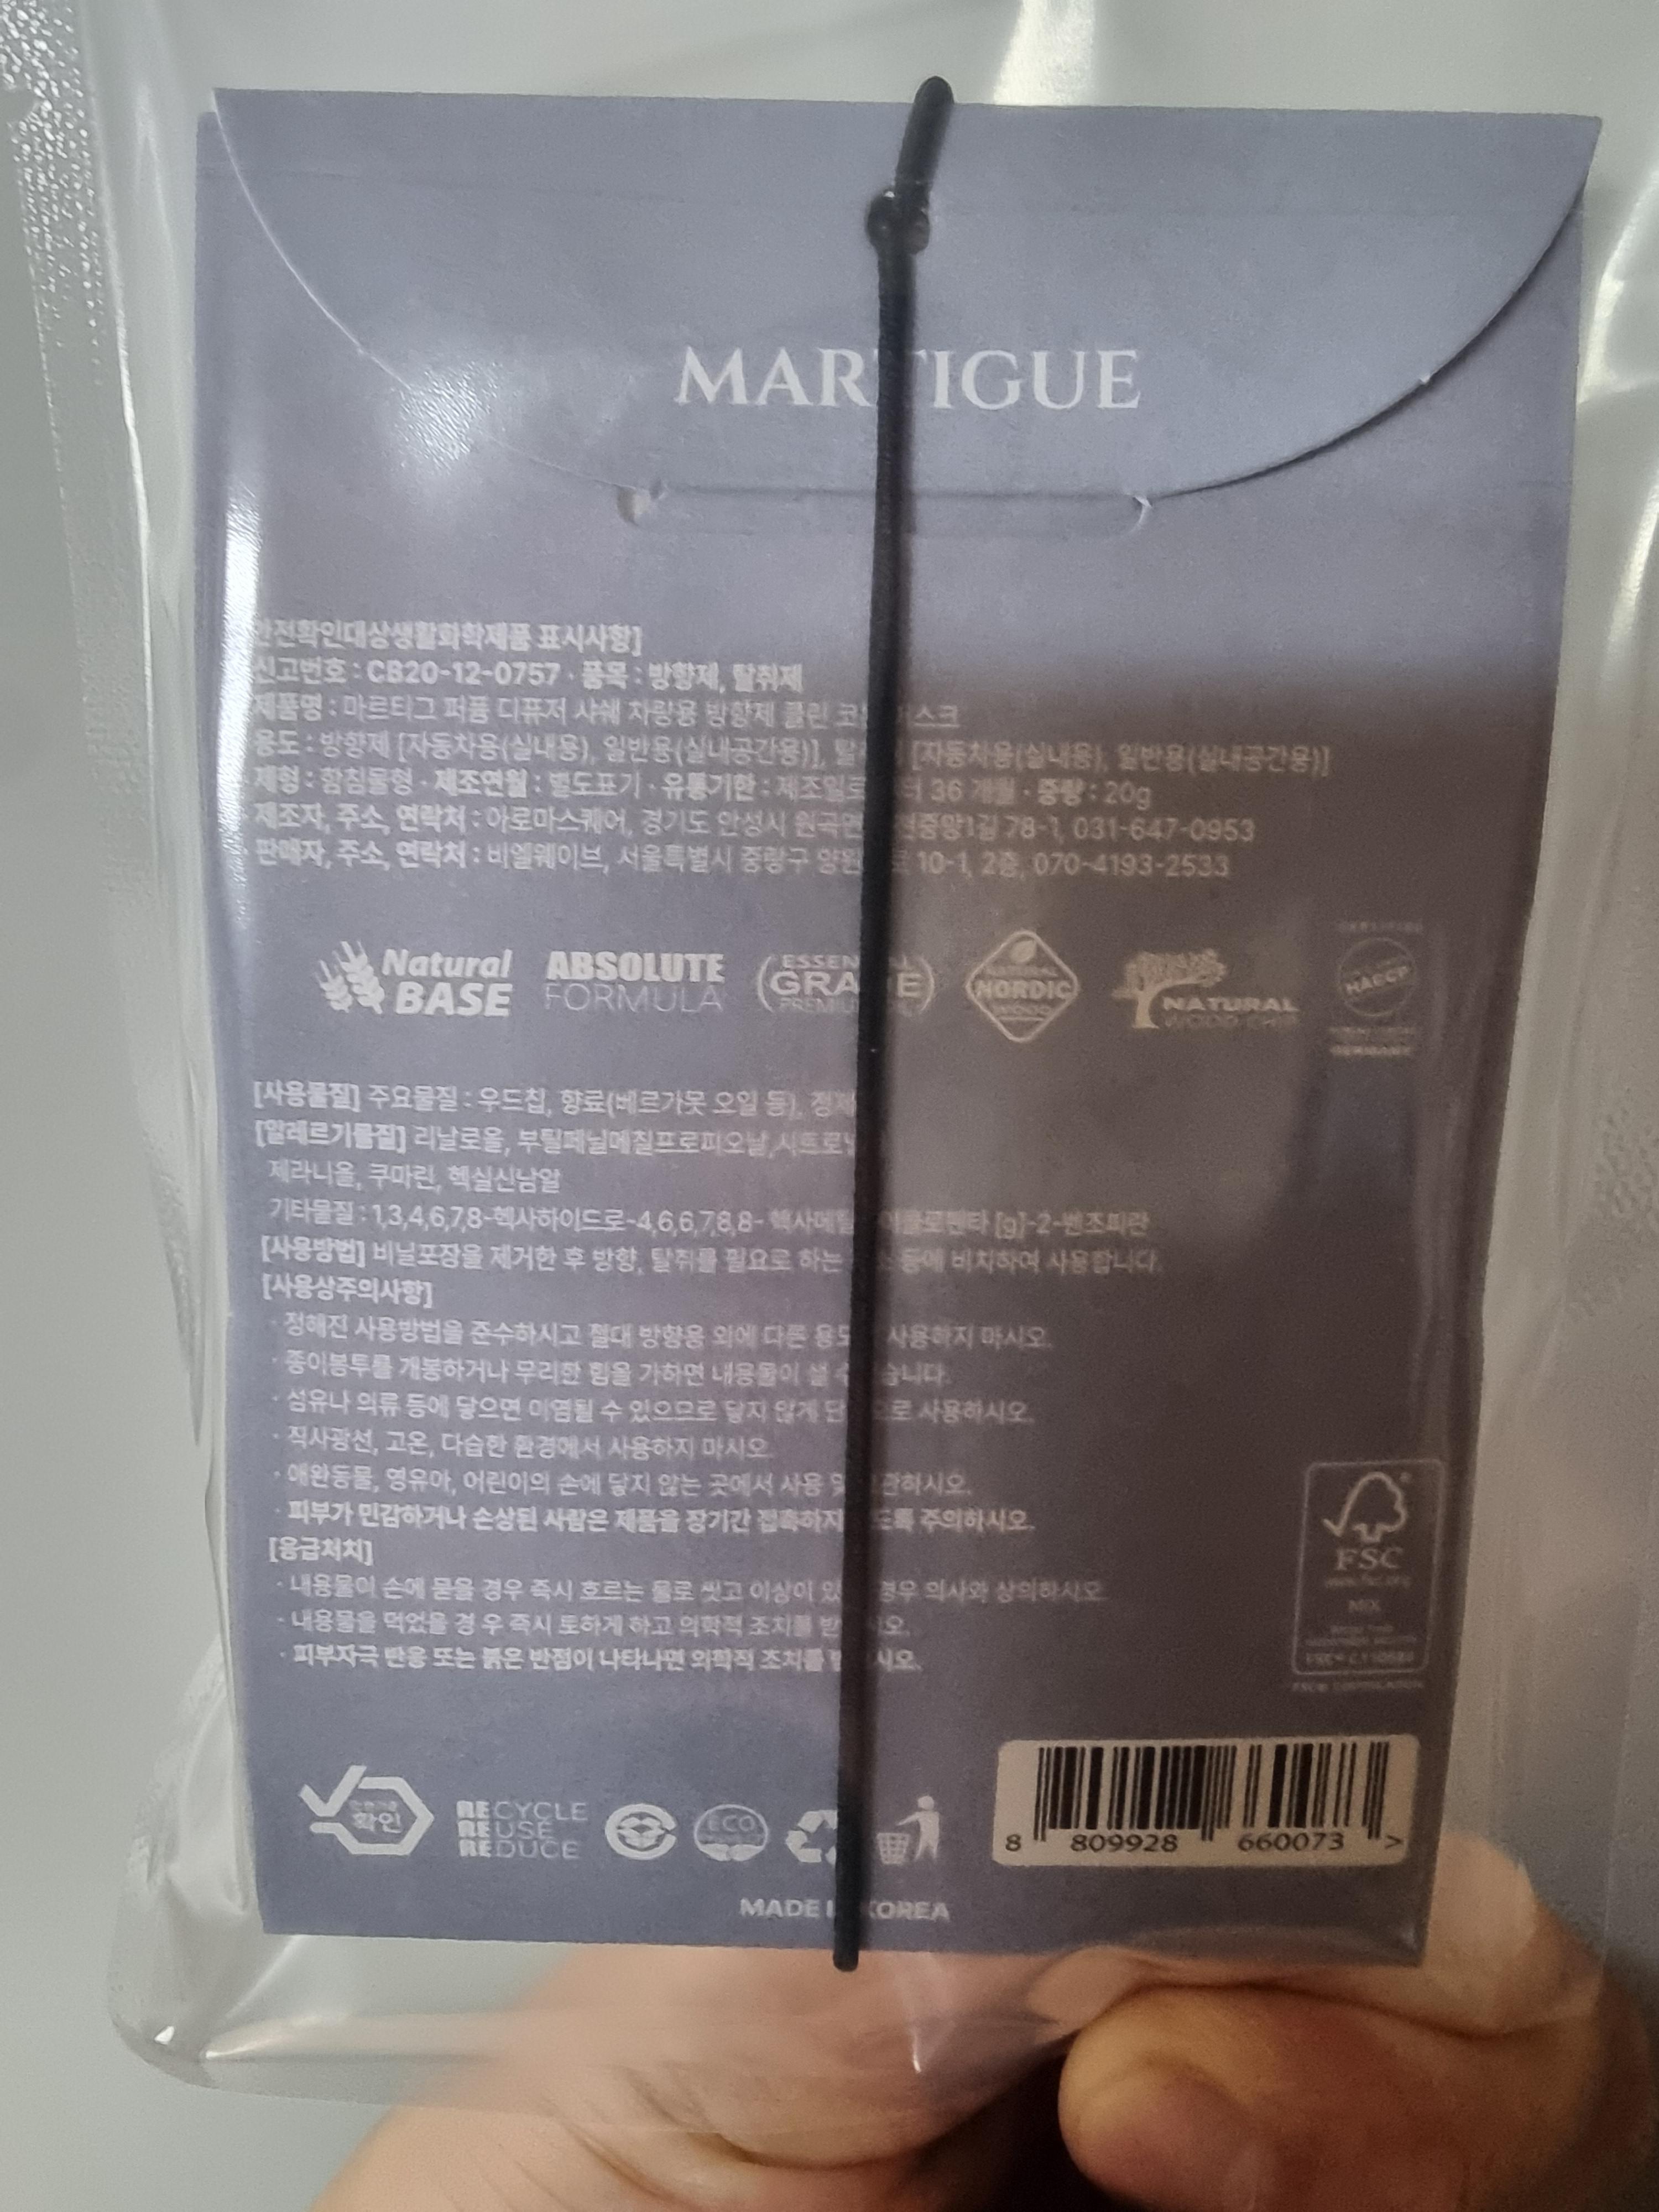 MARTIGUE
안전확인대상생활화학제품 표시사항]
신고번호 : CB20-12-0757 · 품목 : 방향제, 탈취제
제품명 : 마르티그 퍼퓸 디퓨저 샤쉐 차량용 방향제 클린
용도 : 방향제 [자동차용(실내용), 일반용(실내공간용)], [자동차용(실내용), 일반용(실내공간용)]
제형 : 함침물형 · 제조연월 : 별도표기 · 유통기한 : 36 개월 · 중량 : 20g
· 제조자, 주소, 연락처 : 아로마스퀘어, 경기도 안성시 78-1, 031-647-0953
· 판매자, 주소, 연락처 : 비엘웨이브, 서울특별시 중랑구 10-1, 2층, 070-4193-2533
Natural BASE
ABSOLUTE FORMULA
GRADE
NATURAL NORDIC WOOD
NATURAL WOOD CHIP
GERMANY
[사용물질] 주요물질 : 우드칩, 향료(베르가못 오일 등),
[알레르기물질] 리날로올, 부틸페닐메칠프로피오날,
제라니올, 쿠마린, 헥실신남알
기타물질 : 1,3,4,6,7,8-헥사하이드로-4,6,6,7,8,8- [g]-2-벤조피란
[사용방법] 비닐포장을 제거한 후 방향, 탈취를 필요로 하는 등에 비치하여 사용합니다.
[사용상주의사항]
· 정해진 사용방법을 준수하시고 절대 방향용 외에 다른 사용하지 마시오.
· 종이봉투를 개봉하거나 무리한 힘을 가하면 내용물이 샐
· 섬유나 의류 등에 닿으면 이염될 수 있으므로 닿지 않게 사용하시오.
· 직사광선, 고온, 다습한 환경에서 사용하지 마시오.
· 애완동물, 영유아, 어린이의 손에 닿지 않는 곳에서 사용
· 피부가 민감하거나 손상된 사람은 제품을 장기간 주의하시오.
[응급처치]
· 내용물이 손에 묻을 경우 즉시 흐르는 물로 씻고 이상이 경우 의사와 상의하시오
· 내용물을 먹었을 경 우 즉시 토하게 하고 의학적 조치를
· 피부자극 반응 또는 붉은 반점이 나타나면 의학적 조치를
FSC
MIX
확인
RECYCLE
REUSE
REDUCE
ECO
8 809928 660073 >
MADE IN KOREA